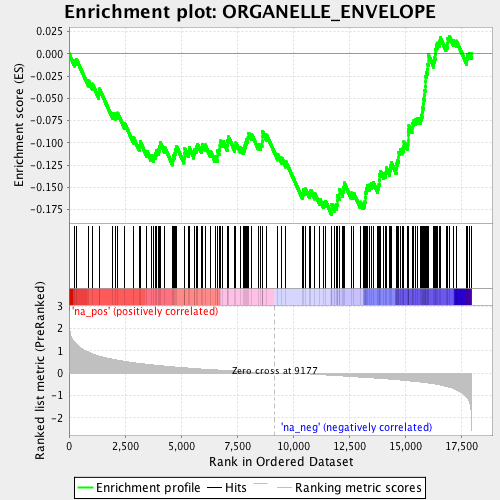 Enrichment plot: ORGANELLE_ENVELOPE
Enrichment score (ES)
0.025
0.000
-0.025
-0.050
-0.075
-0.100
-0.125
-0.150
-0.175
'na_pos' (positively correlated)
Ranked list metric (PreRanked)
3
2
1
0
-1
-2
Zero cross at 9177
'na_neg' (negatively correlated)
0
2,500
5,000
7,500
10,000
12,500
15,000
17,500
Rank in Ordered Dataset
Enrichment profile
Hits
Ranking metric scores